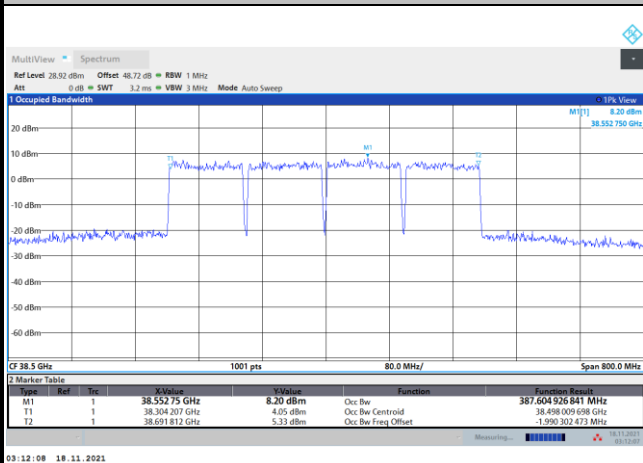 MultiView Spectrum
Ref Level 28.92 dBm Offset 48.72 dB RBW 1 MHz
Att 0 dB SWT 3.2 ms VBW 3 MHz Mode Auto Sweep
1 Occupied Bandwidth 1Pk View
M1[1] 8.20 dBm
38.552 750 GHz
20 dBm
M1
10 dBm
T1 T2
0 dBm
-10 dBm
-20 dBm
-30 dBm
-40 dBm
-50 dBm
-60 dBm
CF 38.5 GHz 1001 pts 80.0 MHz/ Span 800.0 MHz
2 Marker Table
Type Ref Trc X-Value Y-Value Function Function Result
M1 1 38.552 75 GHz 8.20 dBm Occ Bw 387.604 926 841 MHz
T1 1 38.304 207 GHz 4.05 dBm Occ Bw Centroid 38.498 009 698 GHz
T2 1 38.691 812 GHz 5.33 dBm Occ Bw Freq Offset -1.990 302 473 MHz
Measuring... 18.11.2021
03:12:07
03:12:08 18.11.2021